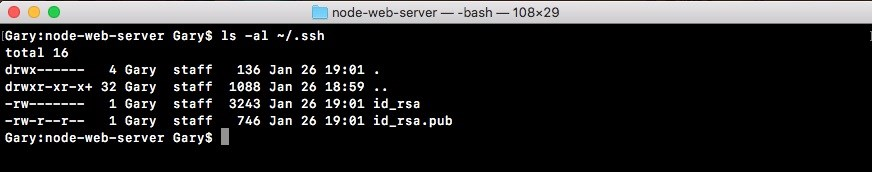 node-web-server — -bash — 108×29
[Gary:node-web-server Gary$ ls -al ~/.ssh ]
total 16
drwx------   4 Gary  staff   136 Jan 26 19:01 .
drwxr-xr-x+ 32 Gary  staff  1088 Jan 26 18:59 ..
-rw-------   1 Gary  staff  3243 Jan 26 19:01 id_rsa
-rw-r--r--   1 Gary  staff   746 Jan 26 19:01 id_rsa.pub
Gary:node-web-server Gary$